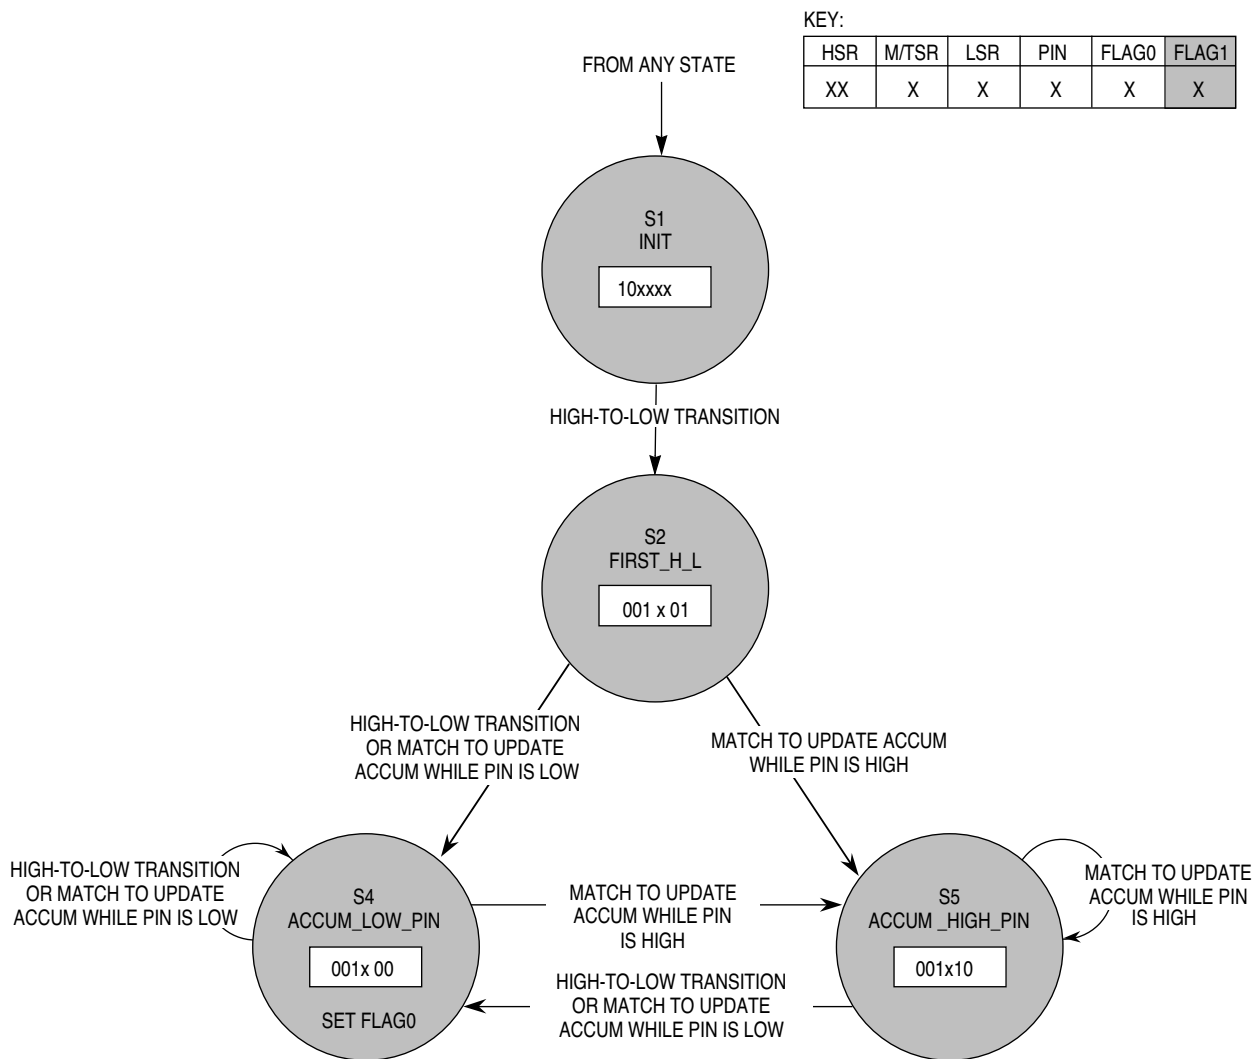 KEY:
HSR M/TSR LSR PIN FLAG0 FLAG1
XX X X X X X
FROM ANY STATE
S1
INIT
10xxxx
HIGH-TO-LOW TRANSITION
S2
FIRST_H_L
001 x 01
HIGH-TO-LOW TRANSITION
OR MATCH TO UPDATE
ACCUM WHILE PIN IS LOW
MATCH TO UPDATE ACCUM
WHILE PIN IS HIGH
HIGH-TO-LOW TRANSITION
OR MATCH TO UPDATE
ACCUM WHILE PIN IS LOW
S4
ACCUM_LOW_PIN
001x 00
SET FLAG0
MATCH TO UPDATE
ACCUM WHILE PIN
IS HIGH
HIGH-TO-LOW TRANSITION
OR MATCH TO UPDATE
ACCUM WHILE PIN IS LOW
S5
ACCUM _HIGH_PIN
001x10
MATCH TO UPDATE
ACCUM WHILE PIN
IS HIGH